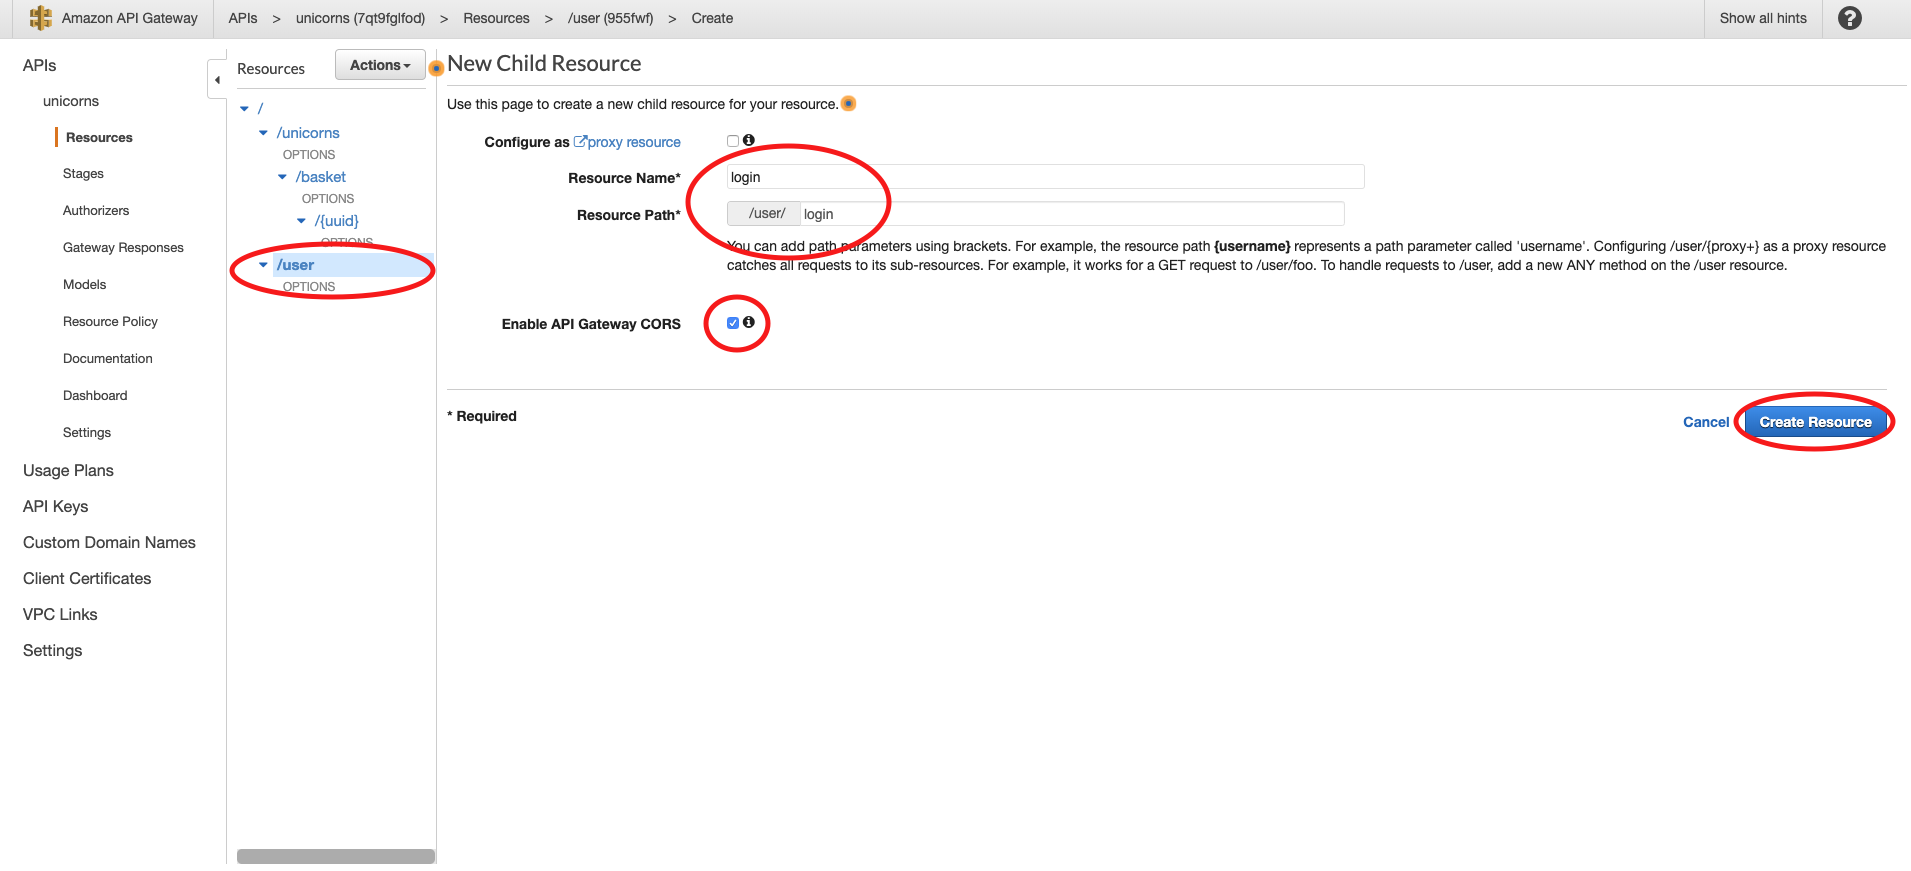 Amazon API Gateway
APIs > unicorns (7qt9fglfod) > Resources > /user (955fwf) > Create
Show all hints
?
APIs
unicorns
Resources
Stages
Authorizers
Gateway Responses
Models
Resource Policy
Documentation
Dashboard
Settings
Usage Plans
API Keys
Custom Domain Names
Client Certificates
VPC Links
Settings
Resources
Actions
/
/unicorns
OPTIONS
/basket
OPTIONS
/{uuid}
OPTIONS
/user
OPTIONS
New Child Resource
Use this page to create a new child resource for your resource.
Configure as proxy resource
Resource Name* login
Resource Path* /user/ login
You can add path parameters using brackets. For example, the resource path {username} represents a path parameter called 'username'. Configuring /user/{proxy+} as a proxy resource
catches all requests to its sub-resources. For example, it works for a GET request to /user/foo. To handle requests to /user, add a new ANY method on the /user resource.
Enable API Gateway CORS
* Required
Cancel
Create Resource